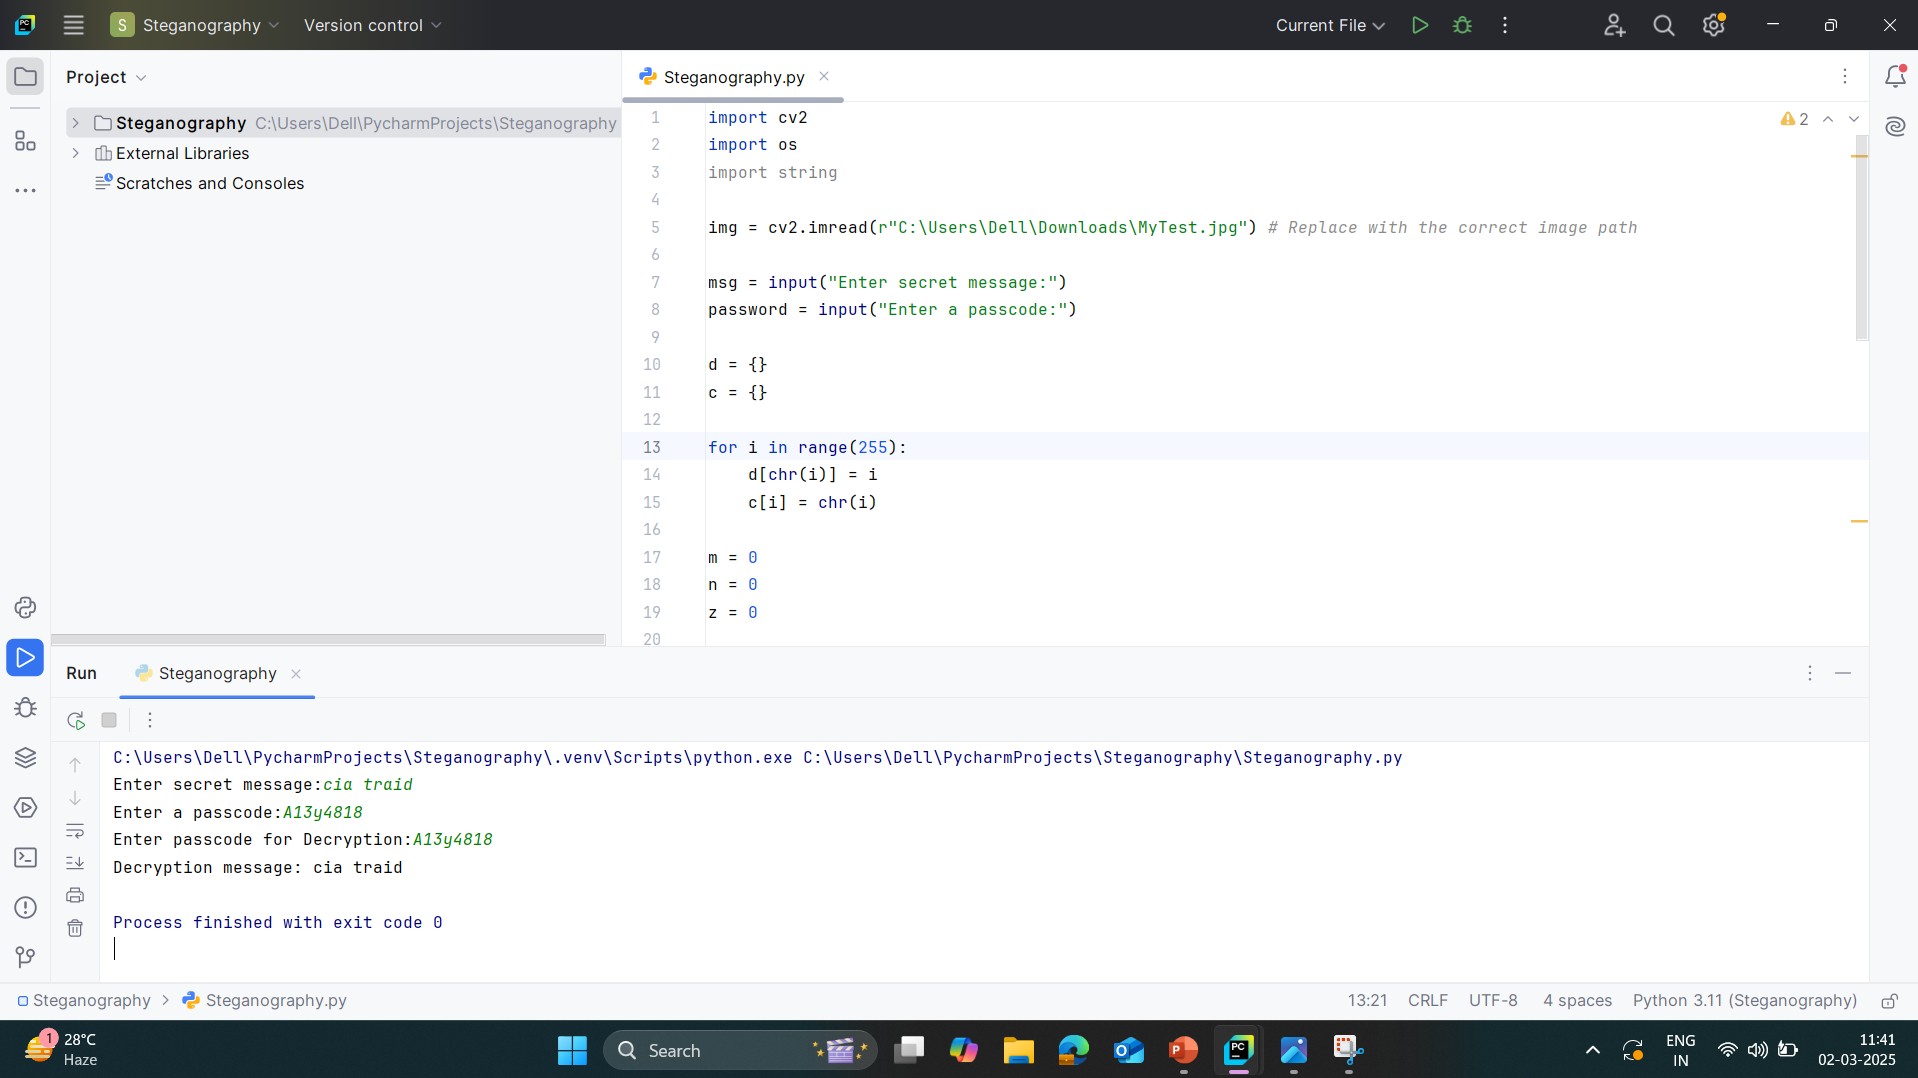 PC
S Steganography
Version control
Current File
Project
Steganography.py
Steganography C:\Users\Dell\PycharmProjects\Steganography
External Libraries
Scratches and Consoles
2
1 import cv2
2 import os
3 import string
4
5 img = cv2.imread(r"C:\Users\Dell\Downloads\MyTest.jpg") # Replace with the correct image path
6
7 msg = input("Enter secret message:")
8 password = input("Enter a passcode:")
9
10 d = {}
11 c = {}
12
13 for i in range(255):
14 d[chr(i)] = i
15 c[i] = chr(i)
16
17 m = 0
18 n = 0
19 z = 0
20
Run
Steganography
C:\Users\Dell\PycharmProjects\Steganography\.venv\Scripts\python.exe C:\Users\Dell\PycharmProjects\Steganography\Steganography.py
Enter secret message:cia traid
Enter a passcode:A13y4818
Enter passcode for Decryption:A13y4818
Decryption message: cia traid
Process finished with exit code 0
Steganography > Steganography.py
13:21 CRLF UTF-8 4 spaces Python 3.11 (Steganography)
1
28°C
Haze
Search
PC
ENG
IN
11:41
02-03-2025